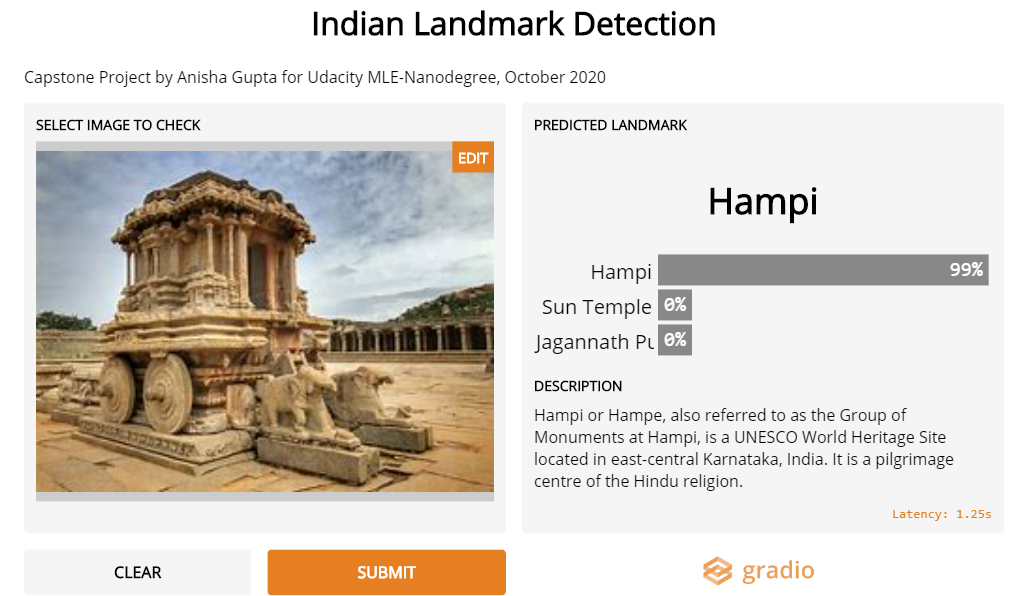 Indian Landmark Detection
Capstone Project by Anisha Gupta for Udacity MLE-Nanodegree, October 2020
SELECT IMAGE TO CHECK
EDIT
CLEAR
SUBMIT
PREDICTED LANDMARK
Hampi
Hampi 99%
Sun Temple 0%
Jagannath Pu 0%
DESCRIPTION
Hampi or Hampe, also referred to as the Group of
Monuments at Hampi, is a UNESCO World Heritage Site
located in east-central Karnataka, India. It is a pilgrimage
centre of the Hindu religion.
Latency: 1.25s
gradio